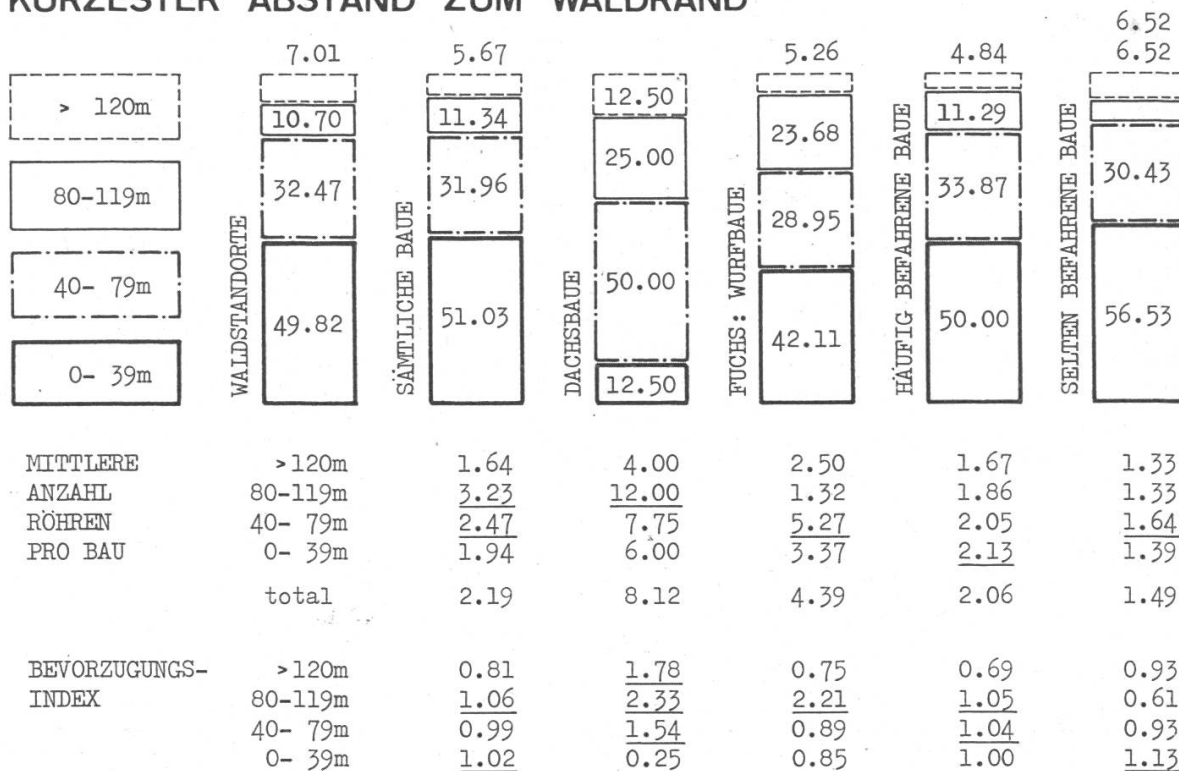 KÜRZESTER ABSTAND ZUM WALDRAND
6.52
7.01 5.67 5.26 4.84 6.52
> 120m
80-119m
40- 79m
0- 39m
WALDSTANDORTE
10.70
32.47
49.82
SÄMTLICHE BAUE
11.34
31.96
51.03
DACHSBAUE
12.50
25.00
50.00
12.50
FUCHS: WURFBAUE
23.68
28.95
42.11
HÄUFIG BEFAHRENE BAUE
11.29
33.87
50.00
SELTEN BEFAHRENE BAUE
30.43
56.53
MITTLERE >120m 1.64 4.00 2.50 1.67 1.33
ANZAHL 80-119m 3.23 12.00 1.32 1.86 1.33
RÖHREN 40- 79m 2.47 7.75 5.27 2.05 1.64
PRO BAU 0- 39m 1.94 6.00 3.37 2.13 1.39
total 2.19 8.12 4.39 2.06 1.49
BEVORZUGUNGS- >120m 0.81 1.78 0.75 0.69 0.93
INDEX 80-119m 1.06 2.33 2.21 1.05 0.61
40- 79m 0.99 1.54 0.89 1.04 0.93
0- 39m 1.02 0.25 0.85 1.00 1.13